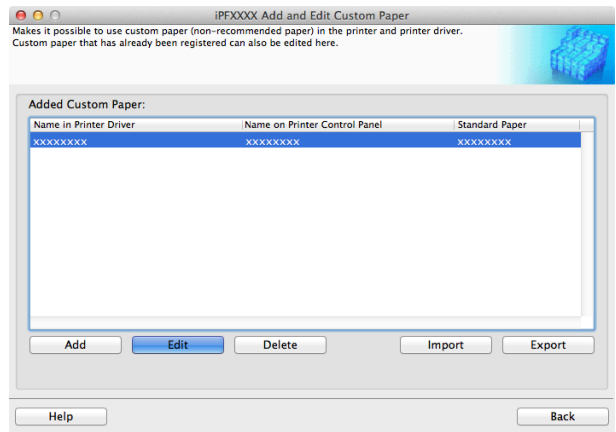 iPFXXXX Add and Edit Custom Paper
Makes it possible to use custom paper (non-recommended paper) in the printer and printer driver.
Custom paper that has already been registered can also be edited here.
Added Custom Paper:
Name in Printer Driver Name on Printer Control Panel Standard Paper
XXXXXXXX XXXXXXXX XXXXXXXX
Add Edit Delete Import Export
Help Back